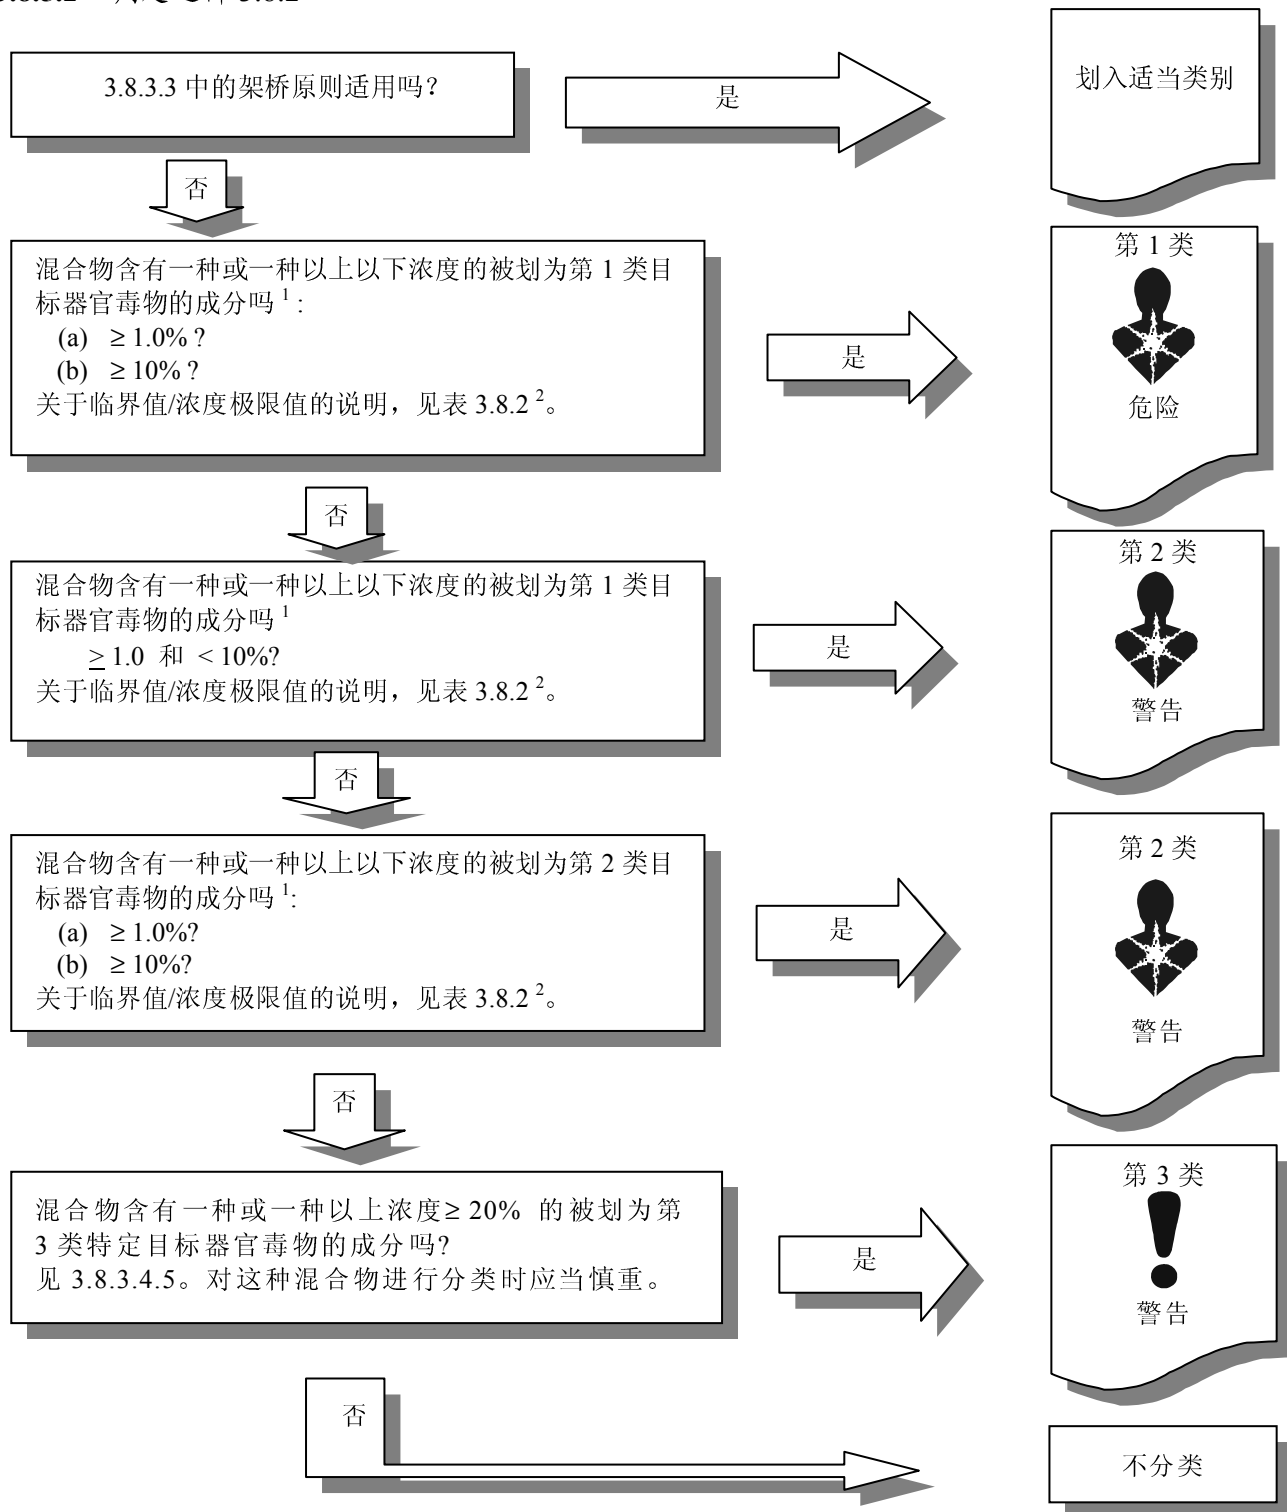 3.8.3.3 中的架桥原则适用吗？
是
划入适当类别
否
混合物含有一种或一种以上以下浓度的被划为第 1 类目
标器官毒物的成分吗 1：
(a) ≥ 1.0%？
(b) ≥ 10%？
关于临界值/浓度极限值的说明，见表 3.8.2 2。
是
第 1 类
危险
否
混合物含有一种或一种以上以下浓度的被划为第 1 类目
标器官毒物的成分吗 1
≥ 1.0 和 < 10%?
关于临界值/浓度极限值的说明，见表 3.8.2 2。
是
第 2 类
警告
否
混合物含有一种或一种以上以下浓度的被划为第 2 类目
标器官毒物的成分吗 1:
(a) ≥ 1.0%?
(b) ≥ 10%?
关于临界值/浓度极限值的说明，见表 3.8.2 2。
是
第 2 类
警告
否
混合物含有一种或一种以上浓度≥ 20% 的被划为第
3 类特定目标器官毒物的成分吗?
见 3.8.3.4.5。对这种混合物进行分类时应当慎重。
是
第 3 类
警告
否
不分类